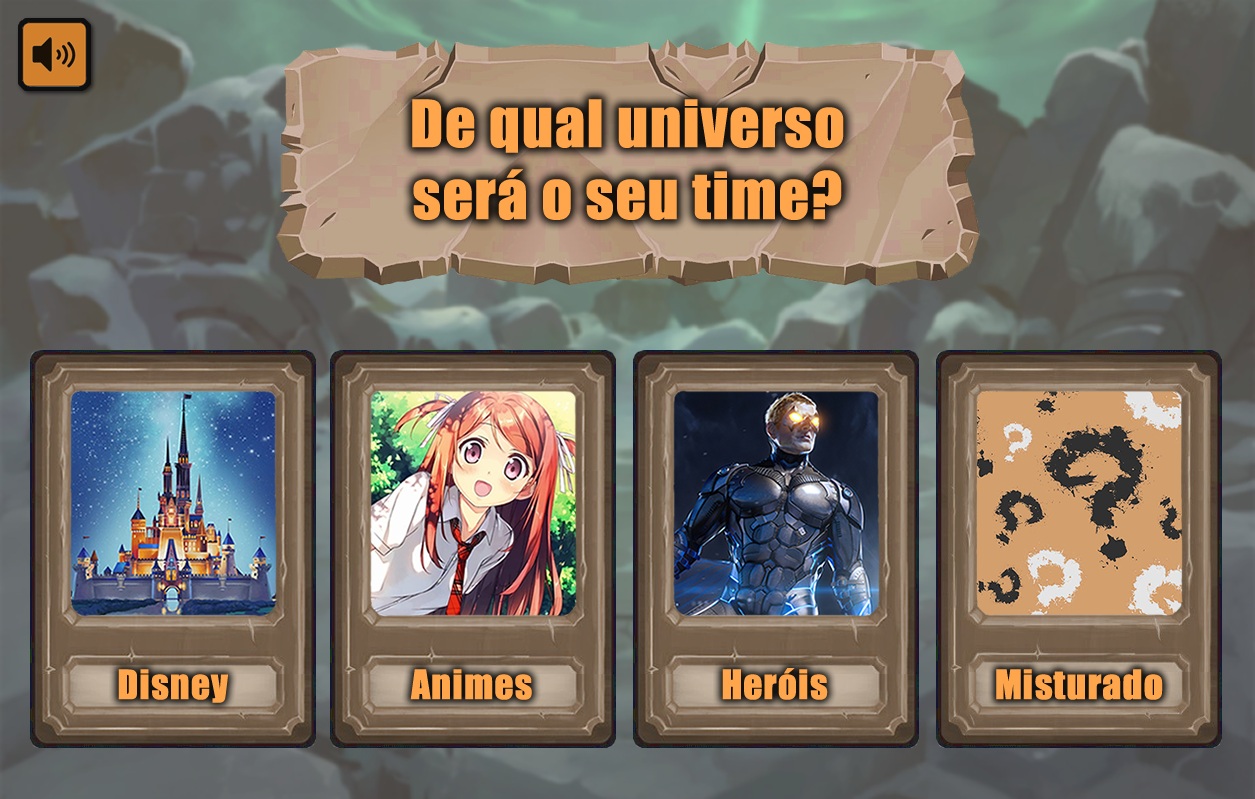 De qual universo
será o seu time?
Disney
Animes
Heróis
Misturado